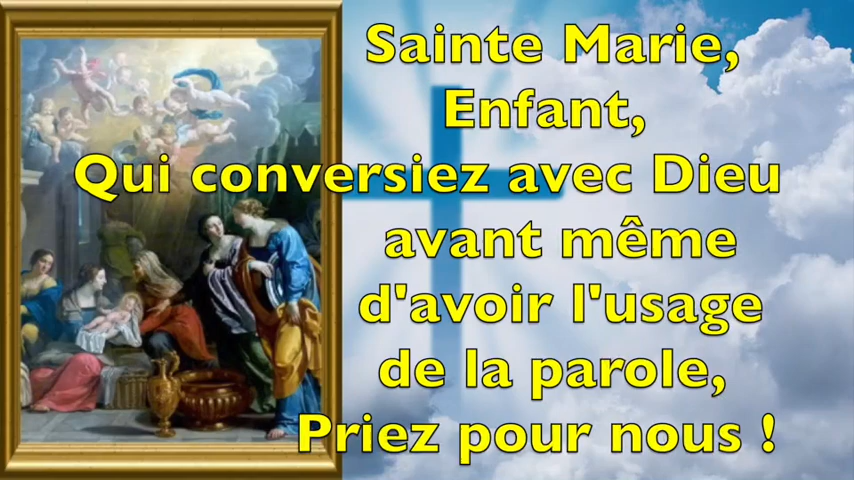 Sainte Marie,
Enfant,
Qui conversiez avec Dieu
avant même
d'avoir l'usage
de la parole,
Priez pour nous !